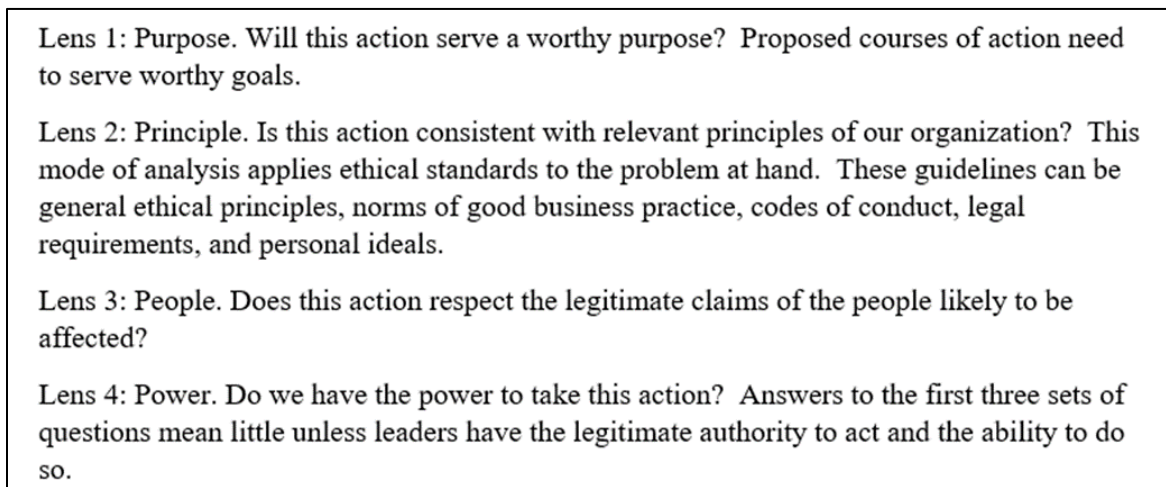 Lens 1: Purpose. Will this action serve a worthy purpose?  Proposed courses of action need
to serve worthy goals.
Lens 2: Principle. Is this action consistent with relevant principles of our organization?  This
mode of analysis applies ethical standards to the problem at hand.  These guidelines can be
general ethical principles, norms of good business practice, codes of conduct, legal
requirements, and personal ideals.
Lens 3: People. Does this action respect the legitimate claims of the people likely to be
affected?
Lens 4: Power. Do we have the power to take this action?  Answers to the first three sets of
questions mean little unless leaders have the legitimate authority to act and the ability to do
so.